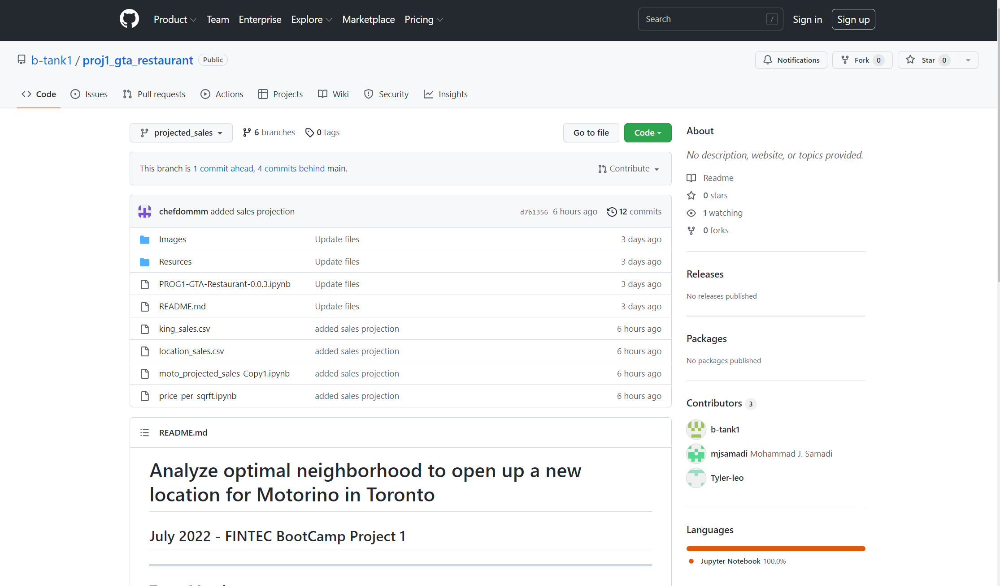 Product Team Enterprise Explore Marketplace Pricing Search / Sign in Sign up
b-tank1 / proj1_gta_restaurant Public Notifications Fork 0 Star 0
Code Issues Pull requests Actions Projects Wiki Security Insights
projected_sales 6 branches 0 tags Go to file Code
This branch is 1 commit ahead, 4 commits behind main. Contribute
chefdommm added sales projection d7b1356 6 hours ago 12 commits
Images Update files 3 days ago
Resurces Update files 3 days ago
PROG1-GTA-Restaurant-0.0.3.ipynb Update files 3 days ago
README.md Update files 3 days ago
king_sales.csv added sales projection 6 hours ago
location_sales.csv added sales projection 6 hours ago
moto_projected_sales-Copy1.ipynb added sales projection 6 hours ago
price_per_sqrft.ipynb added sales projection 6 hours ago
README.md
Analyze optimal neighborhood to open up a new
location for Motorino in Toronto
July 2022 - FINTEC BootCamp Project 1
About
No description, website, or topics provided.
Readme
0 stars
1 watching
0 forks
Releases
No releases published
Packages
No packages published
Contributors 3
b-tank1
mjsamadi Mohammad J. Samadi
Tyler-leo
Languages
Jupyter Notebook 100.0%